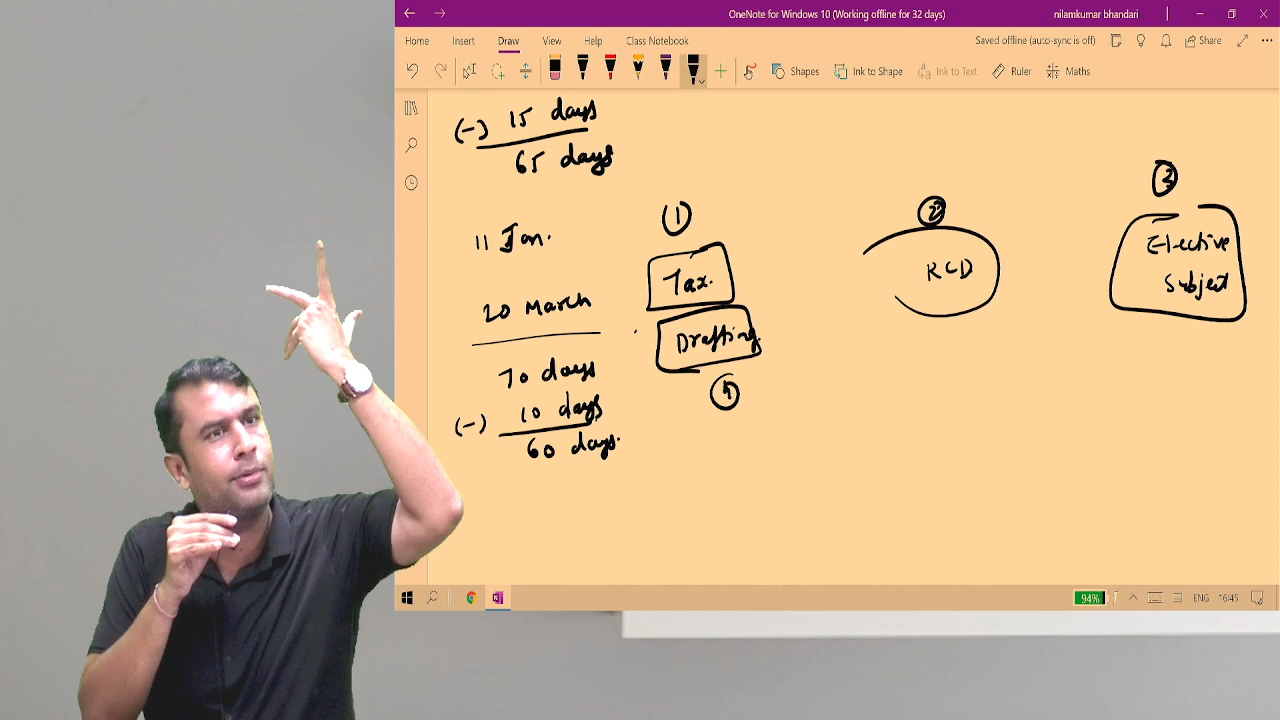 OneNote for Windows 10 (Working offline for 32 days)
nilamkumar bhandari
Home Insert Draw View Help Class Notebook
Saved offline (auto-sync is off)
Share
Shapes
Ink to Shape
Ink to Text
Ruler
Maths
(-) 15 days
65 days
11 Jan.
20 March
70 days
(-) 10 days
60 days.
1
Tax.
Drafting
4
2
RCD
3
Elective
Subject
94%
ENG
16:45